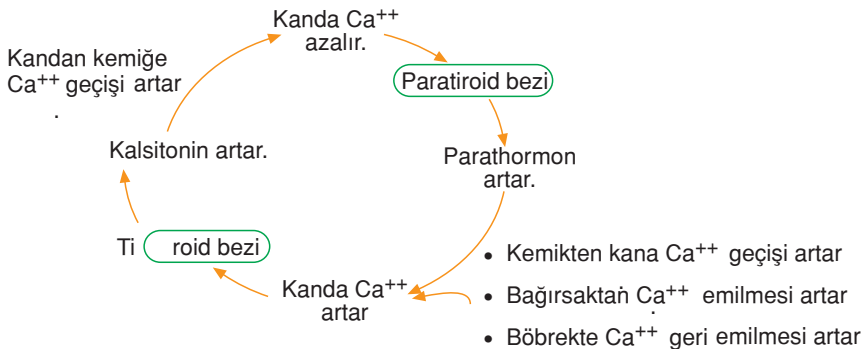 Kanda Ca++
azalır.
Paratiroid bezi
Parathormon
artar.
• Kemikten kana Ca++ geçişi artar
• Bağırsaktan Ca++ emilmesi artar
• Böbrekte Ca++ geri emilmesi artar
Kanda Ca++
artar
Ti roid bezi
Kalsitonin artar.
Kandan kemiğe
Ca++ geçişi artar
.